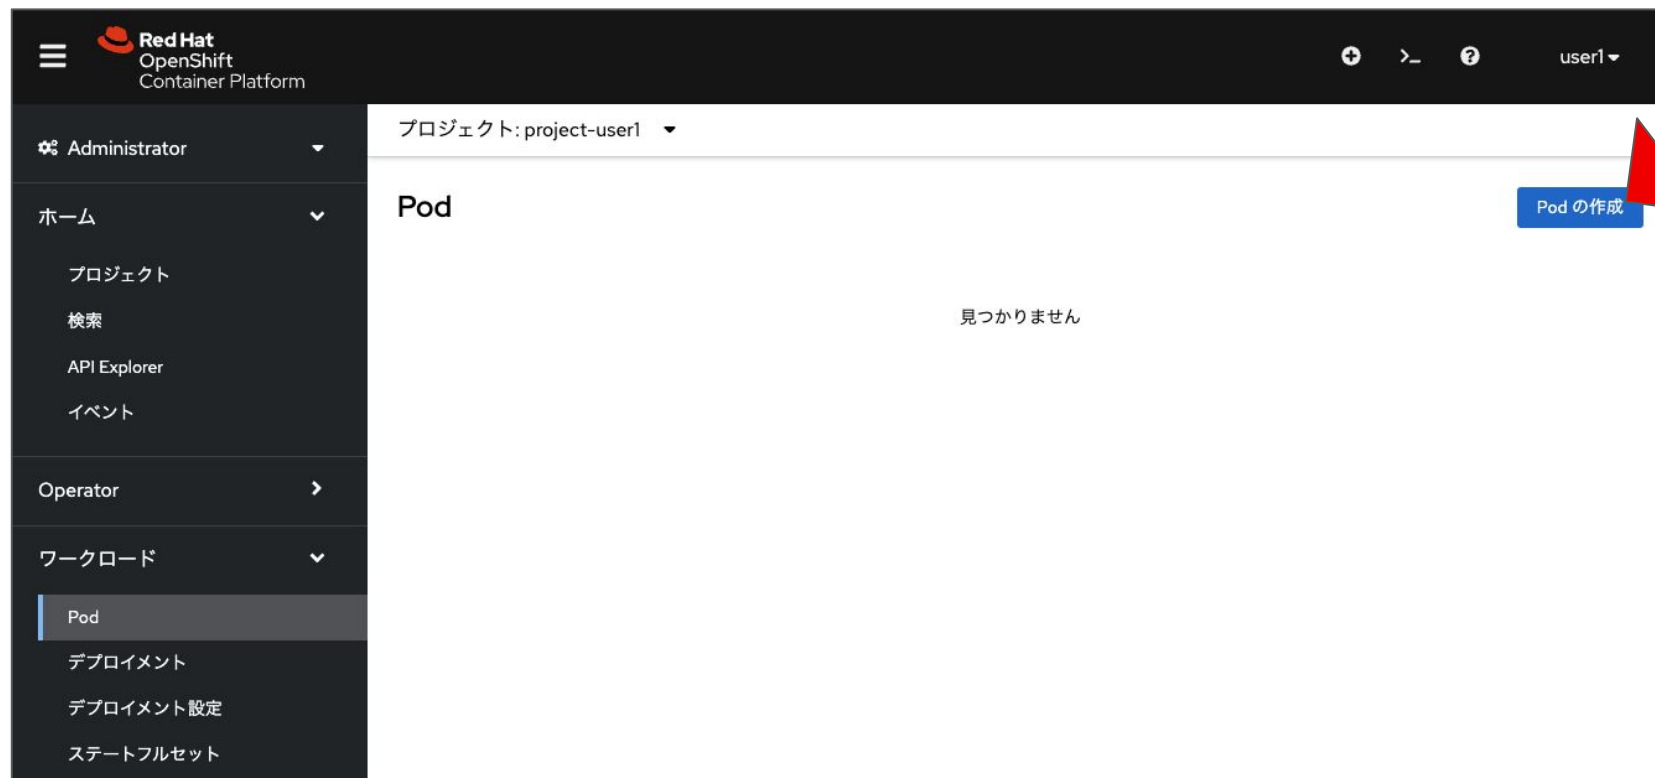 Red Hat
OpenShift
Container Platform
user1
Administrator
プロジェクト: project-user1
ホーム
Pod
Pod の作成
プロジェクト
検索
見つかりません
API Explorer
イベント
Operator
ワークロード
Pod
デプロイメント
デプロイメント設定
ステートフルセット